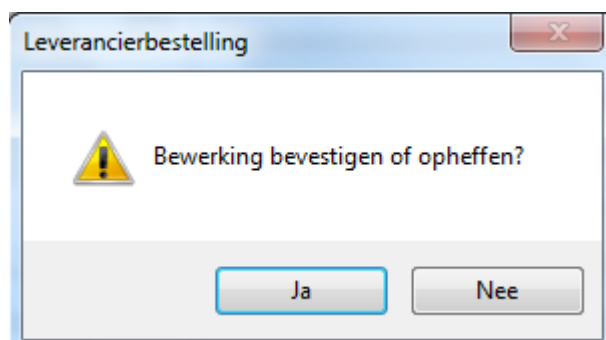 Leverancierbestelling
Bewerking bevestigen of opheffen?
Ja
Nee